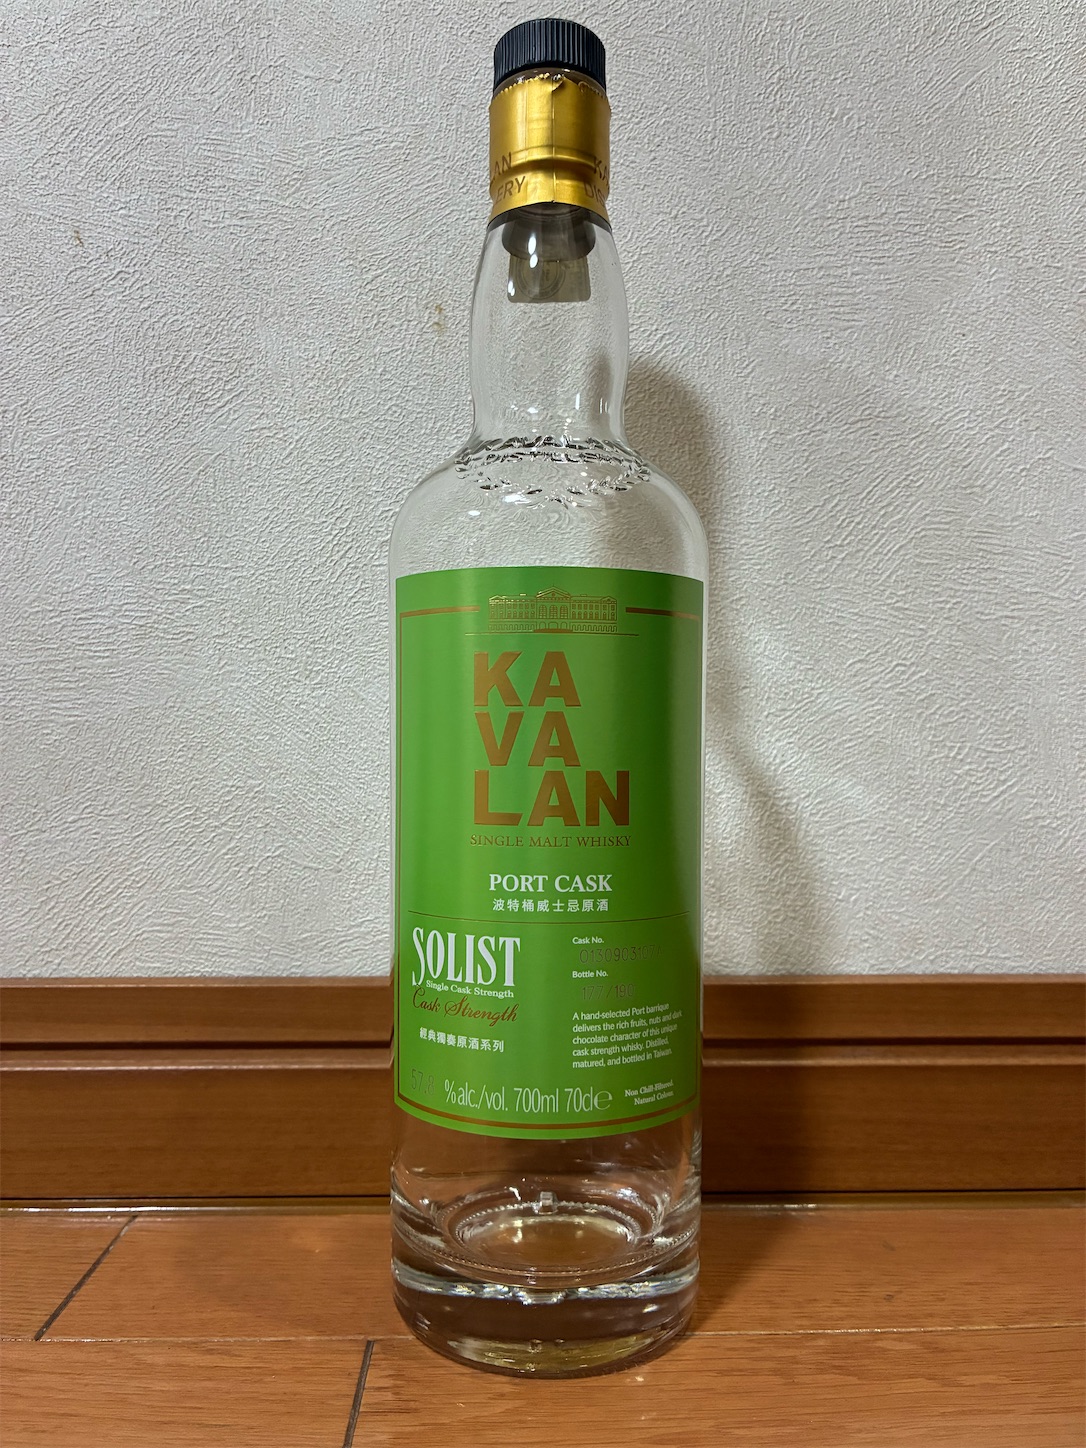 KA
VA
LAN
SINGLE MALT WHISKY
PORT CASK
波特桶威士忌原酒
SOLIST
Single Cask Strength
Cask Strength
經典獨奏原酒系列
Cask No.
Bottle No.
A hand-selected Port barrique
delivers the rich fruits, nuts and dark
chocolate character of this unique
cask strength whisky. Distilled,
matured, and bottled in Taiwan.
%alc./vol. 700ml 70cl℮
Non Chill-Filtered.
Natural Colour.